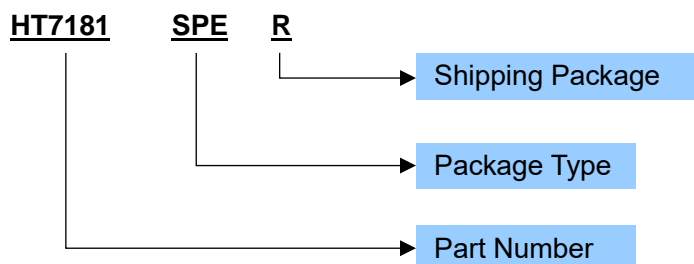 HT7181 SPE R
Shipping Package
Package Type
Part Number